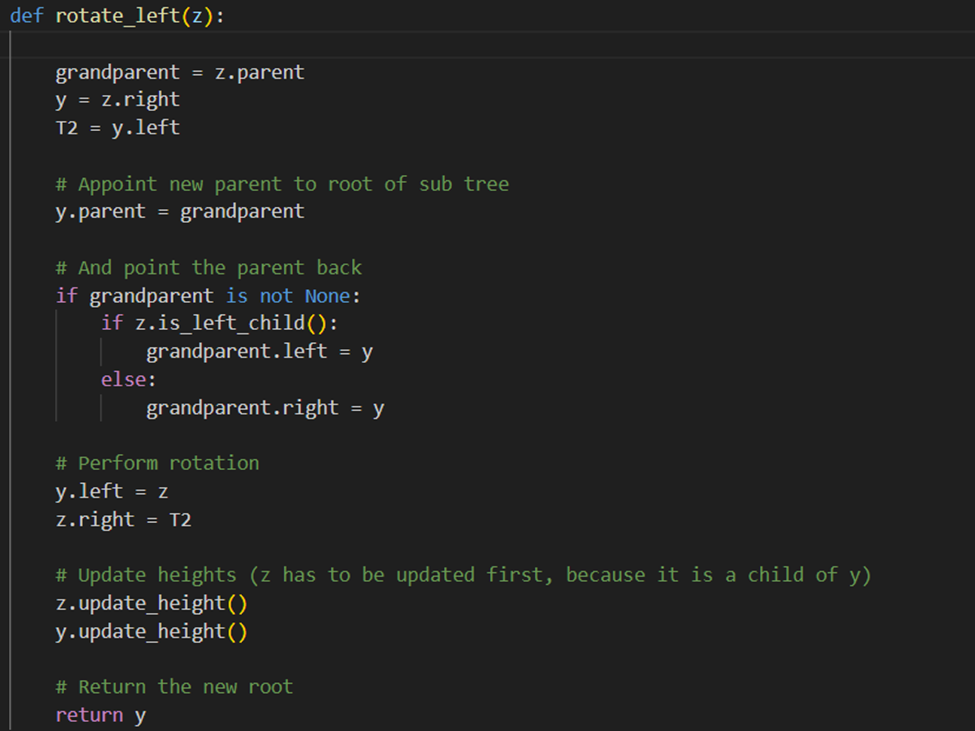 def rotate_left(z):
grandparent = z.parent
y = z.right
T2 = y.left
# Appoint new parent to root of sub tree
y.parent = grandparent
# And point the parent back
if grandparent is not None:
if z.is_left_child():
grandparent.left = y
else:
grandparent.right = y
# Perform rotation
y.left = z
z.right = T2
# Update heights (z has to be updated first, because it is a child of y)
z.update_height()
y.update_height()
# Return the new root
return y